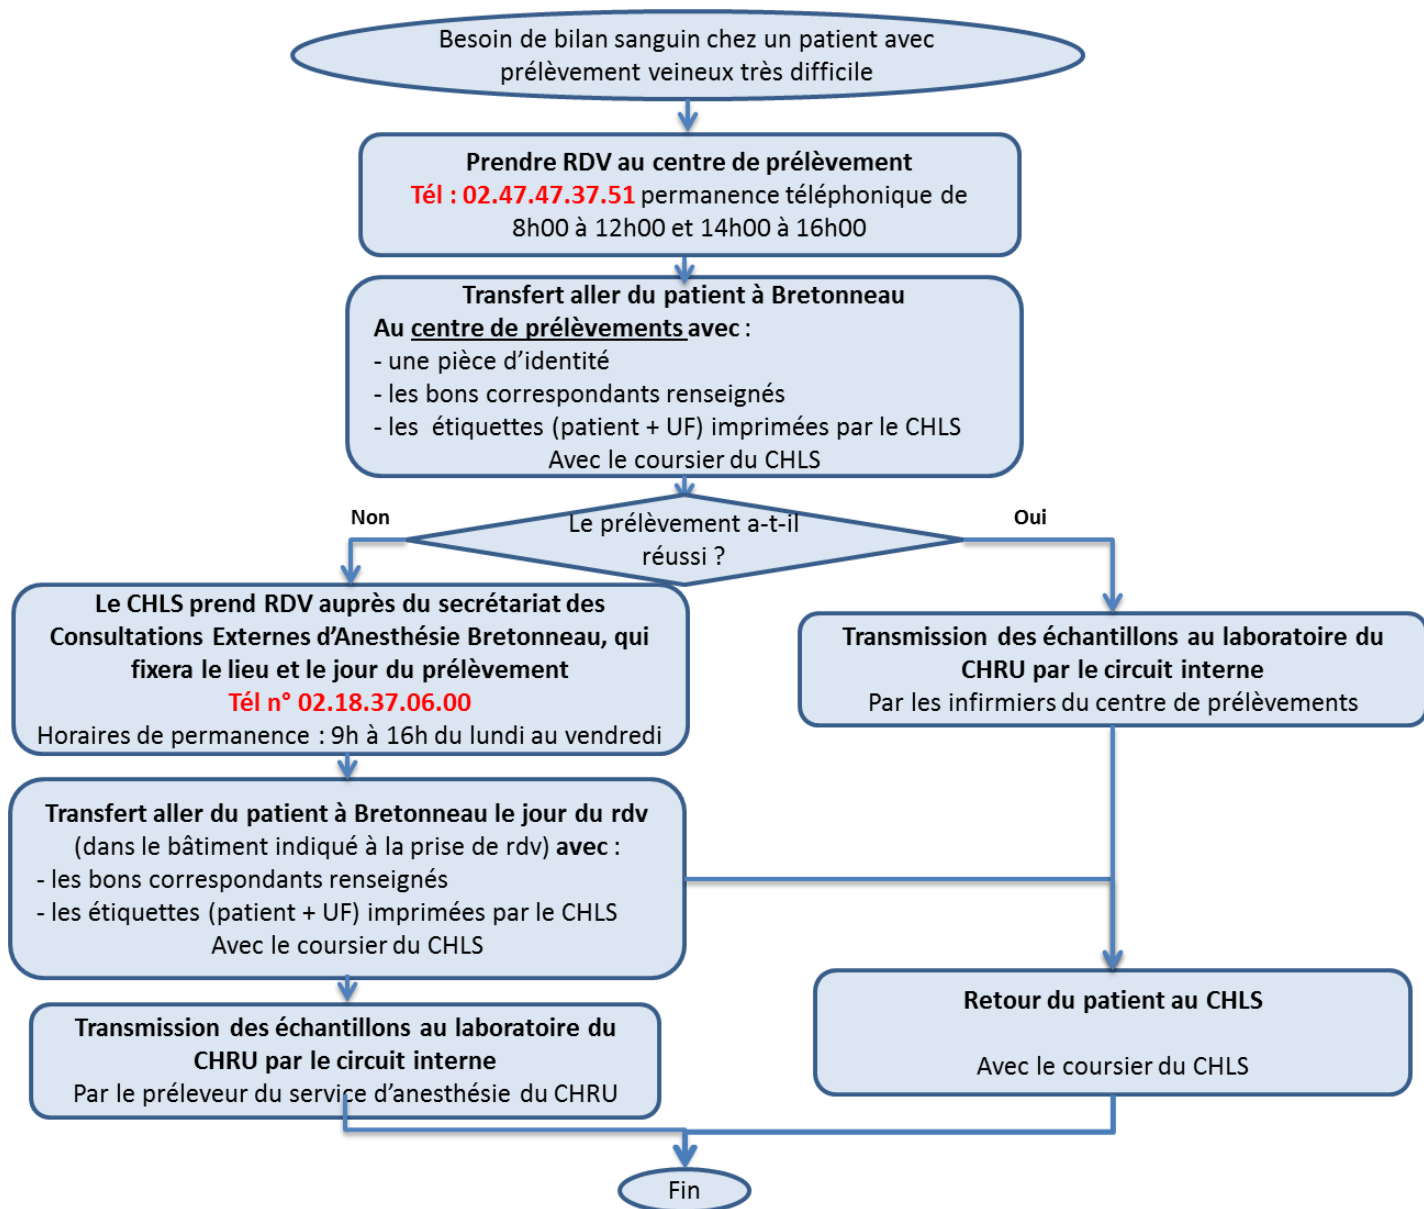 Besoin de bilan sanguin chez un patient avec
prélèvement veineux très difficile
Prendre RDV au centre de prélèvement
Tél : 02.47.47.37.51 permanence téléphonique de
8h00 à 12h00 et 14h00 à 16h00
Transfert aller du patient à Bretonneau
Au centre de prélèvements avec :
- une pièce d'identité
- les bons correspondants renseignés
- les  étiquettes (patient + UF) imprimées par le CHLS
Avec le coursier du CHLS
Le prélèvement a-t-il
réussi ?
Non
Oui
Le CHLS prend RDV auprès du secrétariat des
Consultations Externes d'Anesthésie Bretonneau, qui
fixera le lieu et le jour du prélèvement
Tél n° 02.18.37.06.00
Horaires de permanence : 9h à 16h du lundi au vendredi
Transmission des échantillons au laboratoire du
CHRU par le circuit interne
Par les infirmiers du centre de prélèvements
Transfert aller du patient à Bretonneau le jour du rdv
(dans le bâtiment indiqué à la prise de rdv) avec :
- les bons correspondants renseignés
- les étiquettes (patient + UF) imprimées par le CHLS
Avec le coursier du CHLS
Transmission des échantillons au laboratoire du
CHRU par le circuit interne
Par le préleveur du service d'anesthésie du CHRU
Retour du patient au CHLS
Avec le coursier du CHLS
Fin